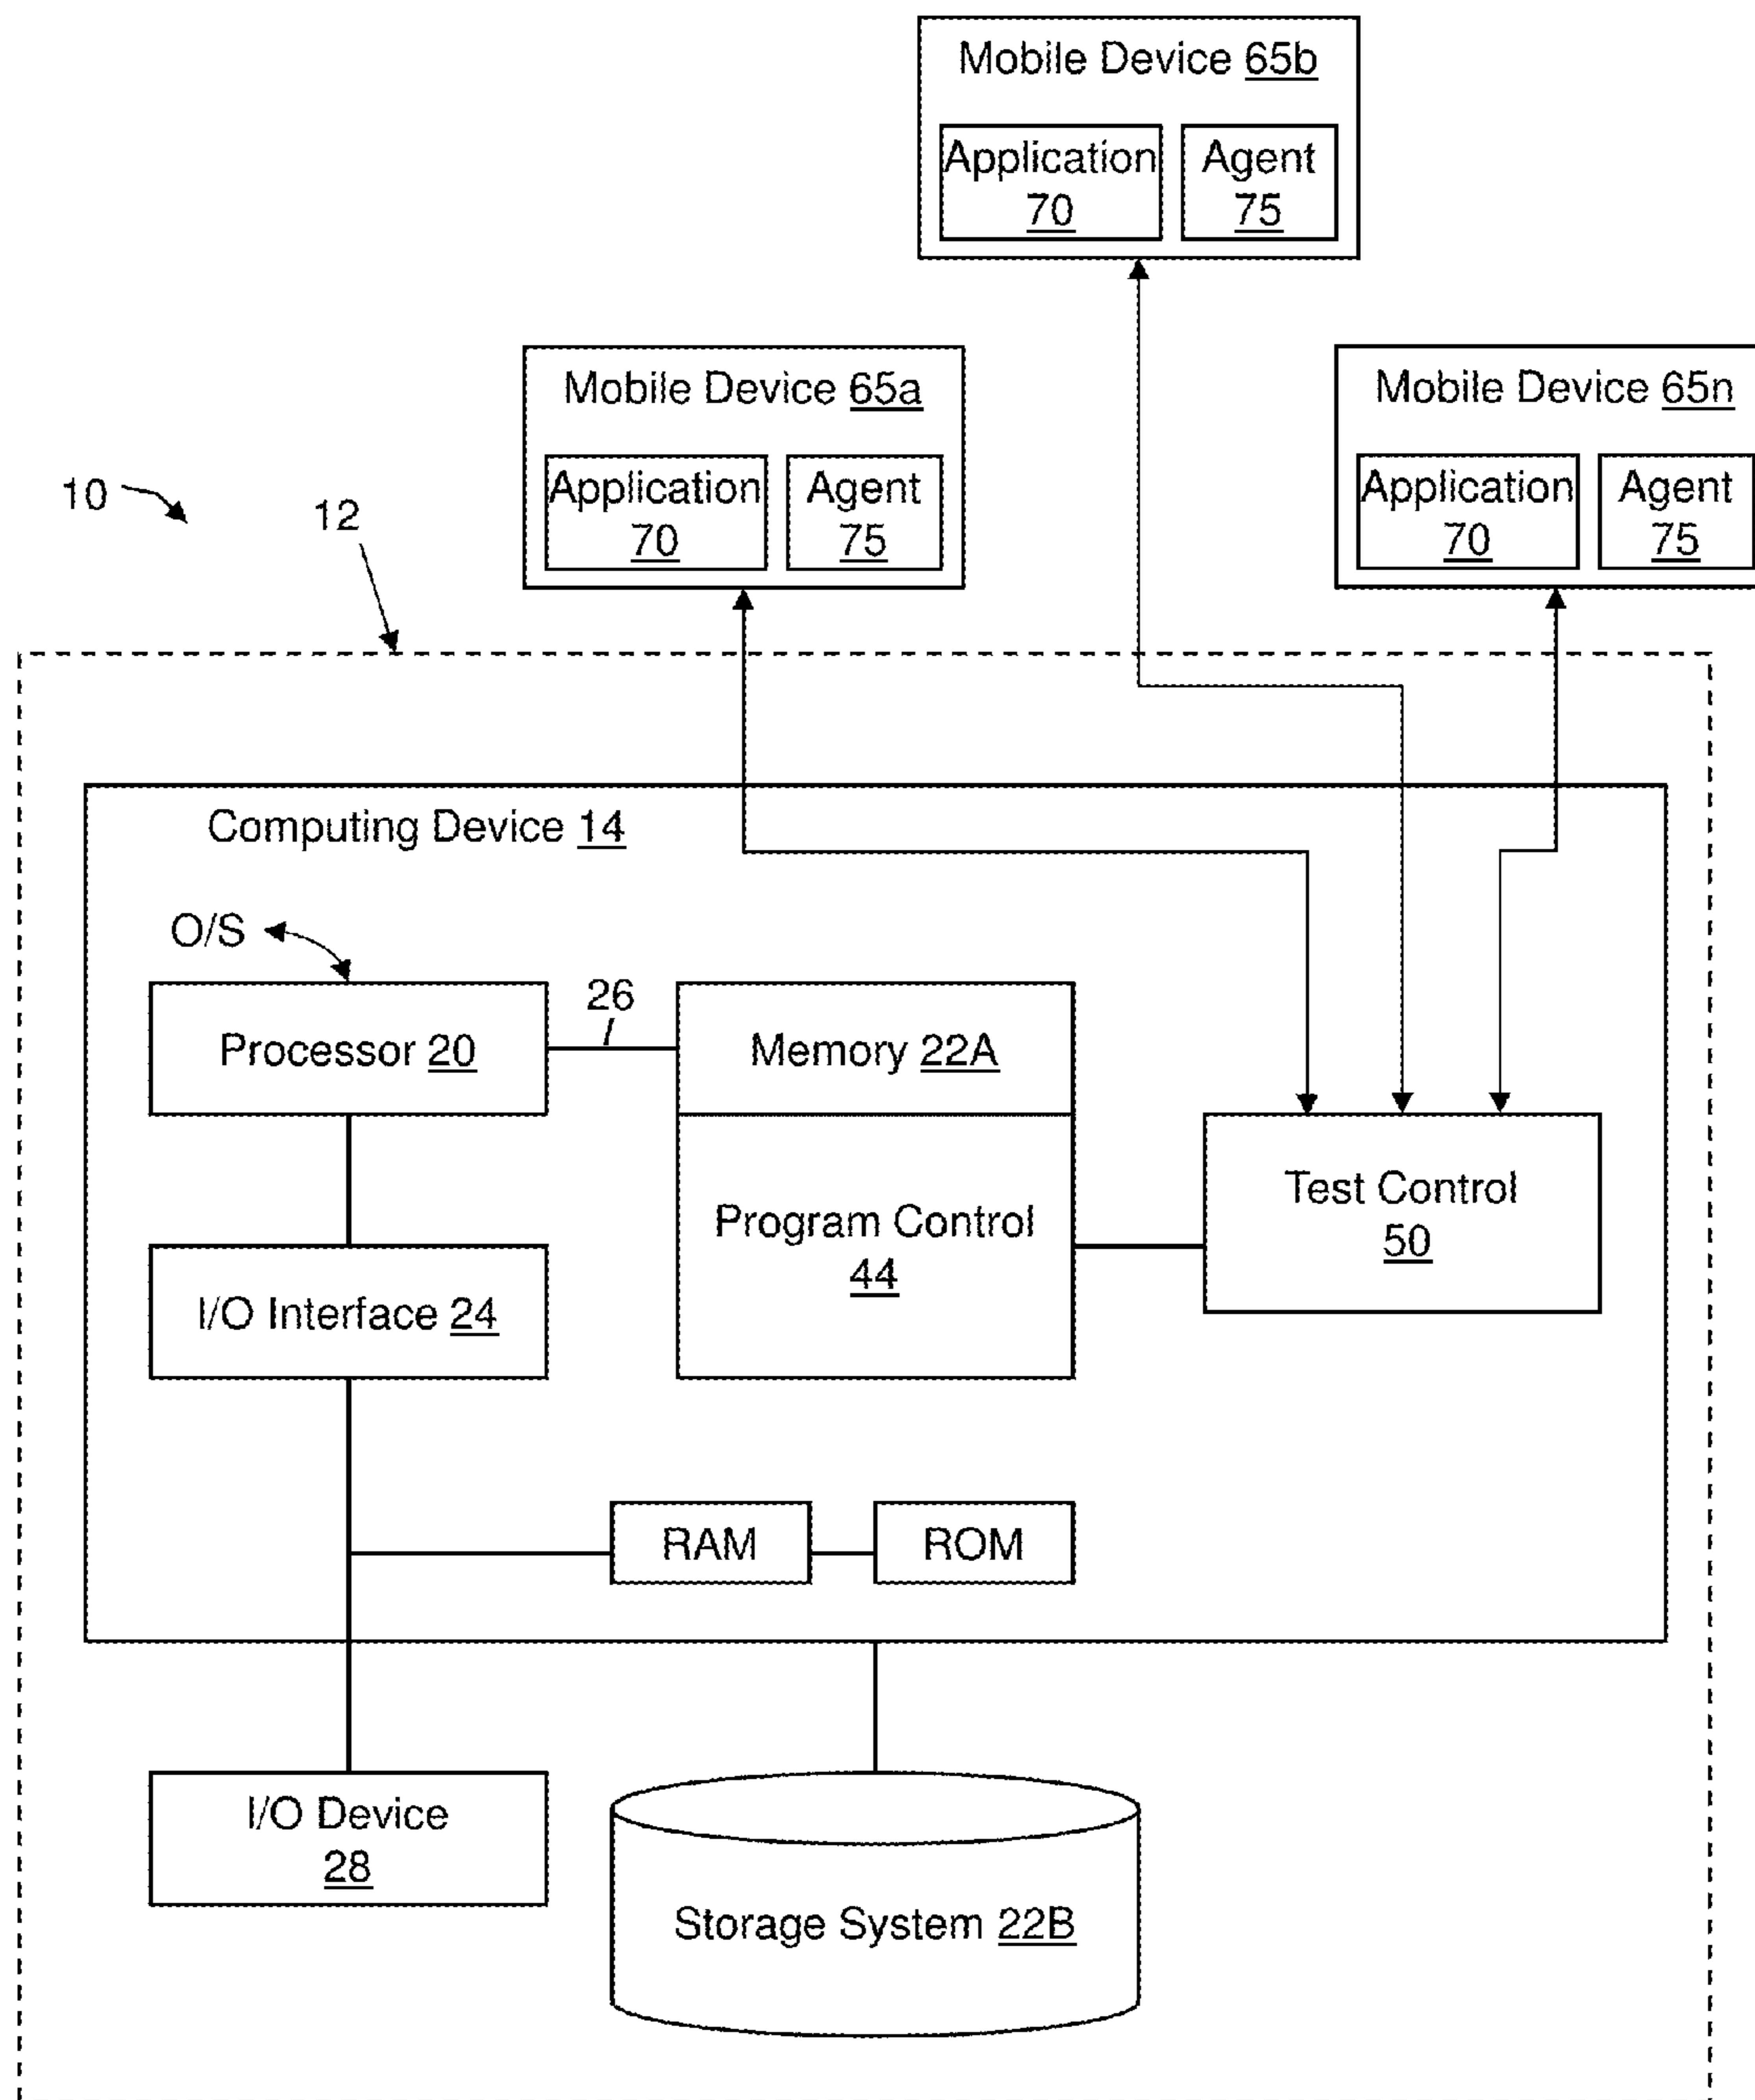 Mobile Device 65b
Application
70
Agent
75
Mobile Device 65a
Application
70
Agent
75
Mobile Device 65n
Application
70
Agent
75
10
12
Computing Device 14
O/S
26
Processor 20
Memory 22A
Program Control
44
Test Control
50
I/O Interface 24
RAM
ROM
I/O Device
28
Storage System 22B